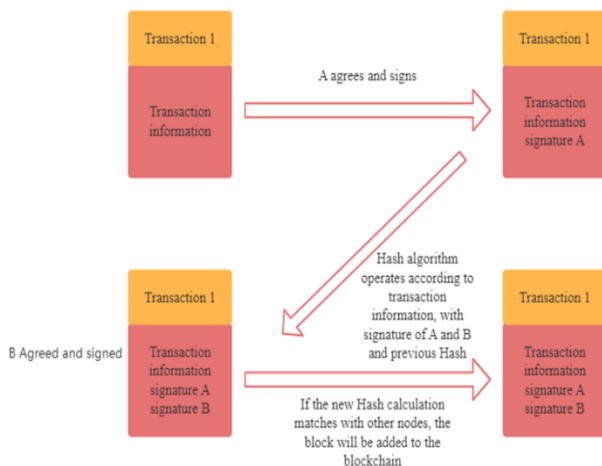 Transaction 1
Transaction
information
A agrees and signs
Transaction 1
Transaction
information
signature A
Hash algorithm
operates according to
transaction
information, with
signature of A and B
and previous Hash
B Agreed and signed
Transaction 1
Transaction
information
signature A
signature B
If the new Hash calculation
matches with other nodes, the
block will be added to the
blockchain
Transaction 1
Transaction
information
signature A
signature B